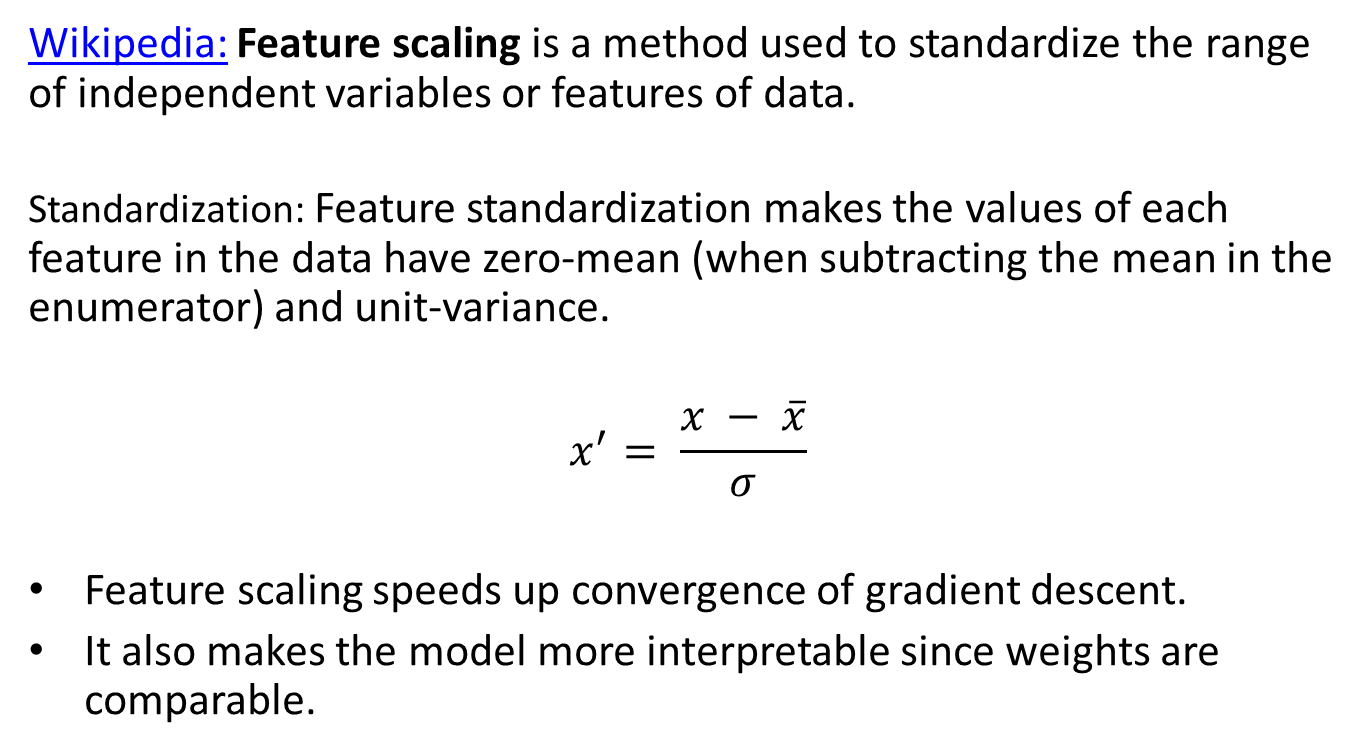 Wikipedia: Feature scaling is a method used to standardize the range
of independent variables or features of data.
Standardization: Feature standardization makes the values of each
feature in the data have zero-mean (when subtracting the mean in the
enumerator) and unit-variance.
x′ = (x − x̄) / σ
• Feature scaling speeds up convergence of gradient descent.
• It also makes the model more interpretable since weights are
comparable.